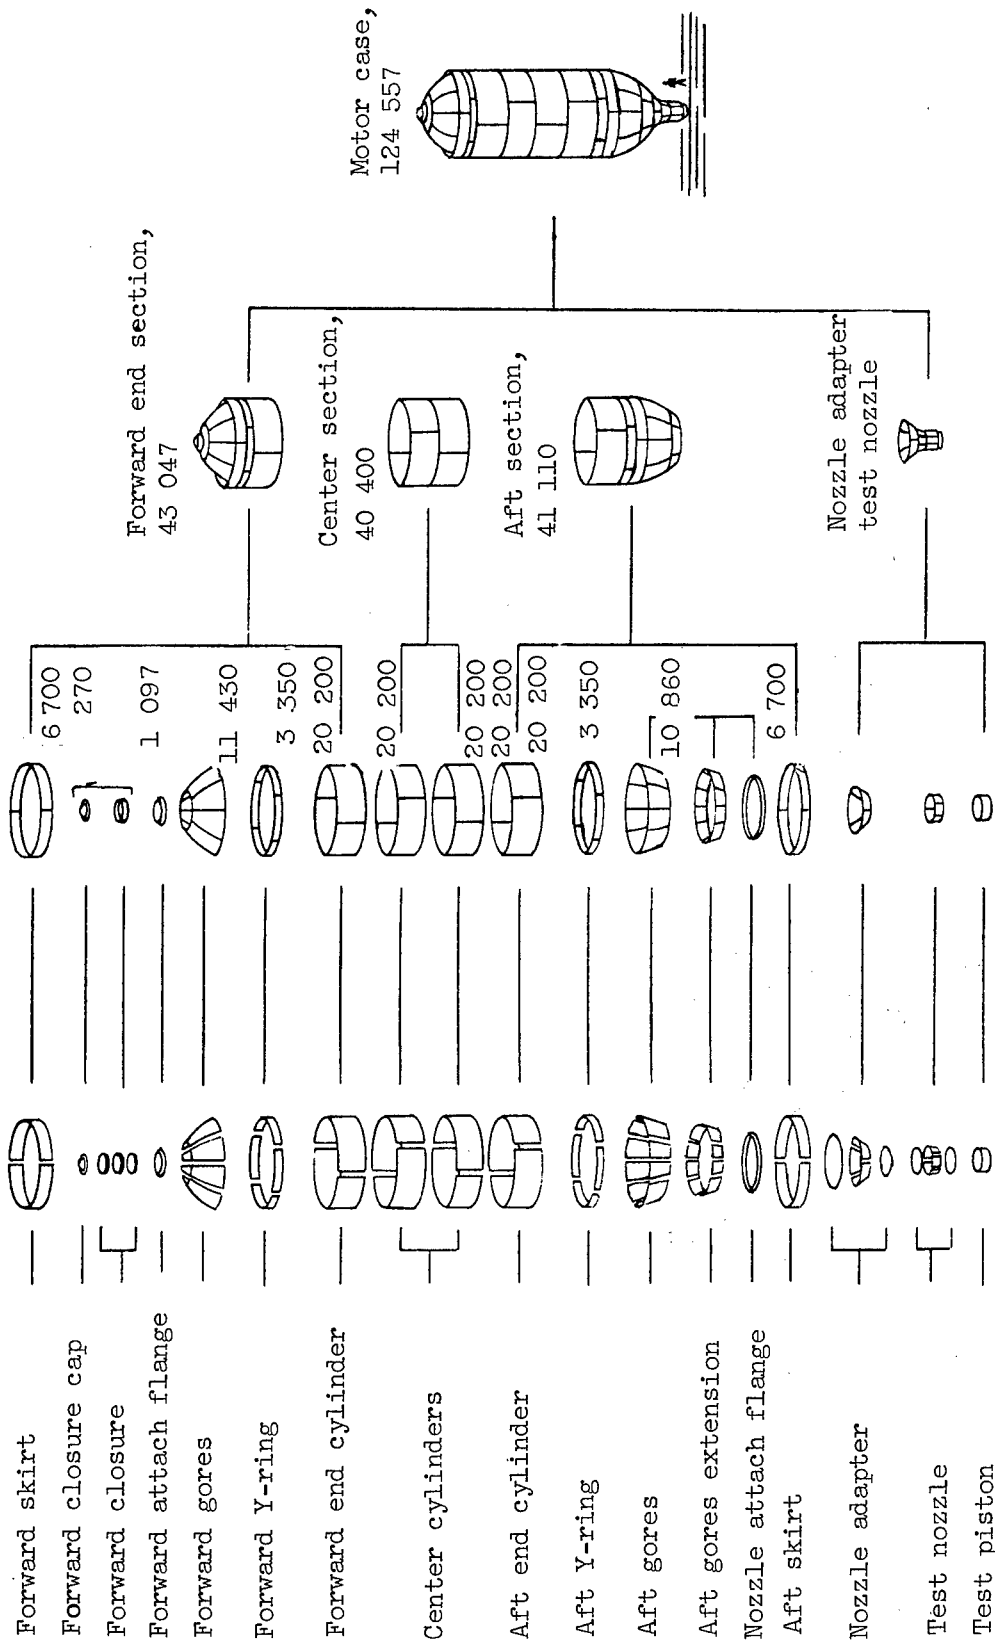 Forward skirt
Forward closure cap
Forward closure
Forward attach flange
Forward gores
Forward Y-ring
Forward end cylinder
Center cylinders
Aft end cylinder
Aft Y-ring
Aft gores
Aft gores extension
Nozzle attach flange
Aft skirt
Nozzle adapter
Test nozzle
Test piston
6 700
270
1 097
11 430
3 350
20 200
20 200
20 200
20 200
20 200
3 350
10 860
6 700
Forward end section,
43 047
Center section,
40 400
Aft section,
41 110
Nozzle adapter
test nozzle
Motor case,
124 557